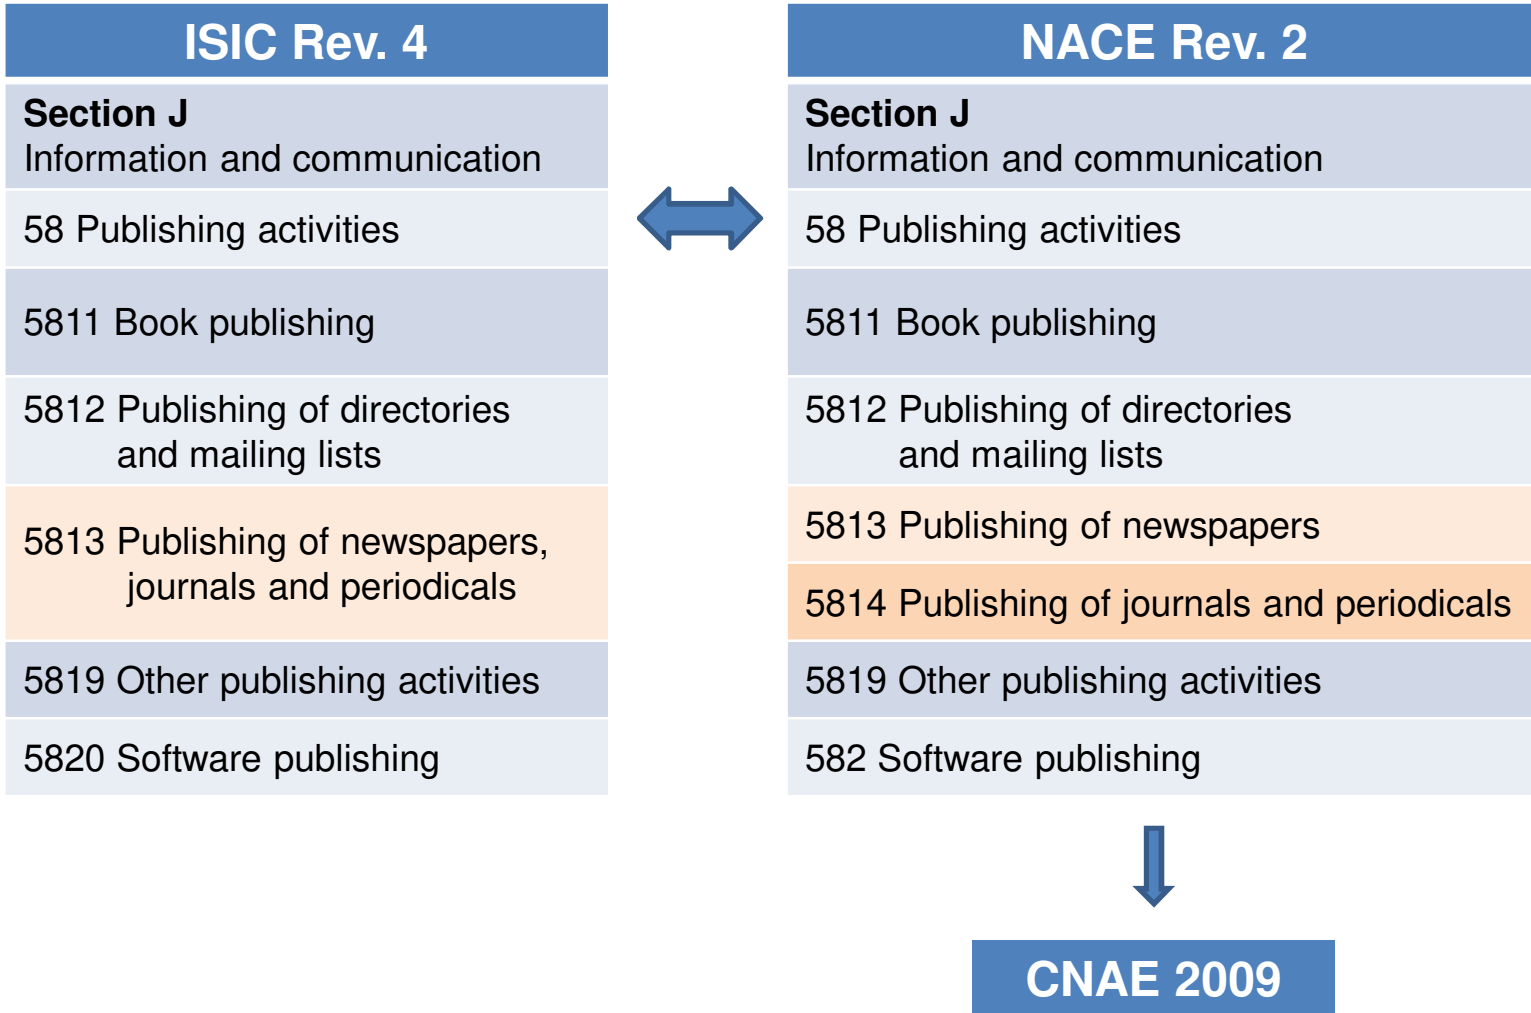 ISIC Rev. 4
Section J
Information and communication
58 Publishing activities
5811 Book publishing
5812 Publishing of directories
and mailing lists
5813 Publishing of newspapers,
journals and periodicals
5819 Other publishing activities
5820 Software publishing
NACE Rev. 2
Section J
Information and communication
58 Publishing activities
5811 Book publishing
5812 Publishing of directories
and mailing lists
5813 Publishing of newspapers
5814 Publishing of journals and periodicals
5819 Other publishing activities
582 Software publishing
CNAE 2009